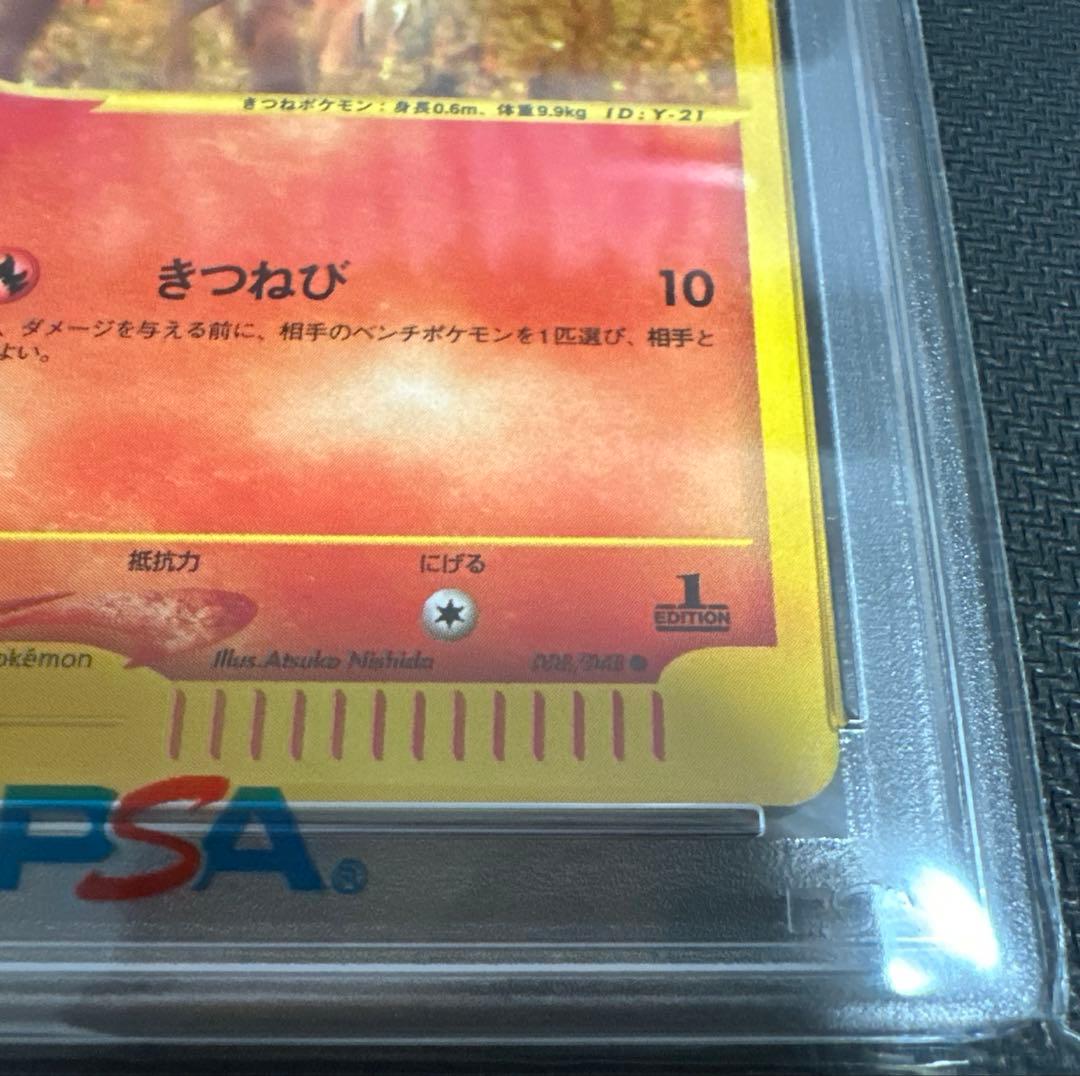 きつねポケモン：身長0.6m、体重9.9kg [ID:Y-2]
きつねび 10
、ダメージを与える前に、相手のベンチポケモンを1匹選び、相手と
よい。
抵抗力 にげる
1
EDITION
okémon Illus.Atsuko Nishida
PSA®